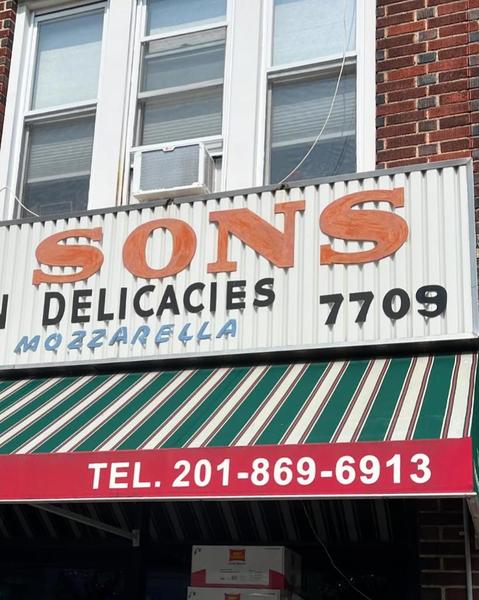 SONS
N DELICACIES 7709
MOZZARELLA
TEL. 201-869-6913